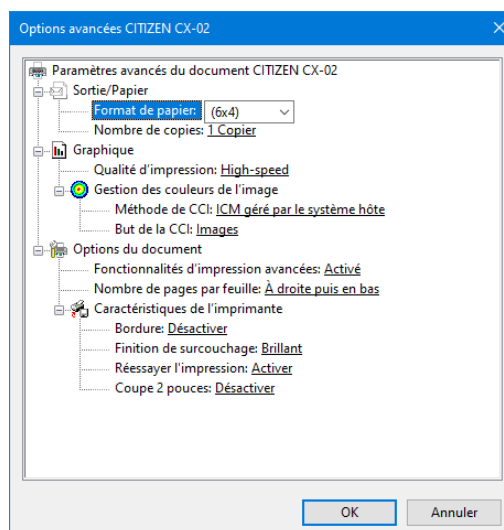 Options avancées CITIZEN CX-02
Paramètres avancés du document CITIZEN CX-02
Sortie/Papier
Format de papier: (6x4)
Nombre de copies: 1 Copier
Graphique
Qualité d'impression: High-speed
Gestion des couleurs de l'image
Méthode de CCI: ICM géré par le système hôte
But de la CCI: Images
Options du document
Fonctionnalités d'impression avancées: Activé
Nombre de pages par feuille: À droite puis en bas
Caractéristiques de l'imprimante
Bordure: Désactiver
Finition de surcouchage: Brillant
Réessayer l'impression: Activer
Coupe 2 pouces: Désactiver
OK Annuler